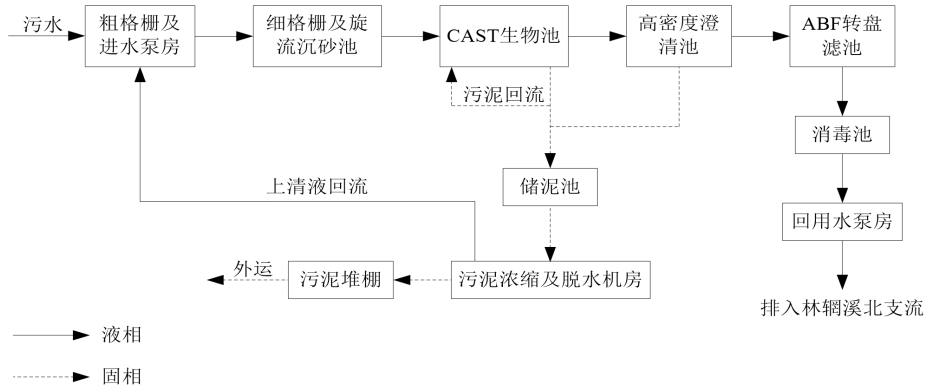 污水
粗格栅及
进水泵房
细格栅及旋
流沉砂池
CAST生物池
高密度澄
清池
ABF转盘
滤池
污泥回流
消毒池
上清液回流
储泥池
回用水泵房
外运
污泥堆棚
污泥浓缩及脱水机房
排入林辋溪北支流
液相
固相